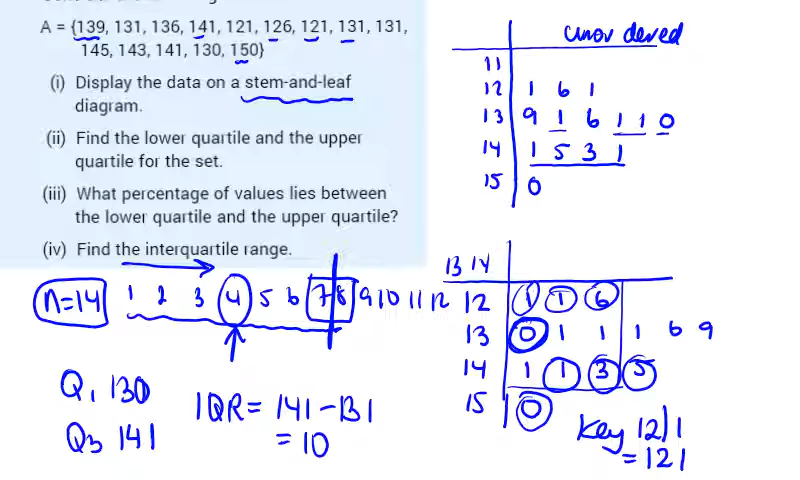 A = {139, 131, 136, 141, 121, 126, 121, 131, 131,
145, 143, 141, 130, 150}
(i) Display the data on a stem-and-leaf
diagram.
(ii) Find the lower quartile and the upper
quartile for the set.
(iii) What percentage of values lies between
the lower quartile and the upper quartile?
(iv) Find the interquartile range.
unordered
11
12 1 6 1
13 9 1 6 1 1 0
14 1 5 3 1
15 0
n=14 1 2 3 4 5 6 7 8 9 10 11 12 13 14
12 1 1 6
13 0 1 1 1 6 9
14 1 1 3 5
15 0
Key 12|1
= 121
Q1 130
Q3 141
IQR = 141 - 131
= 10